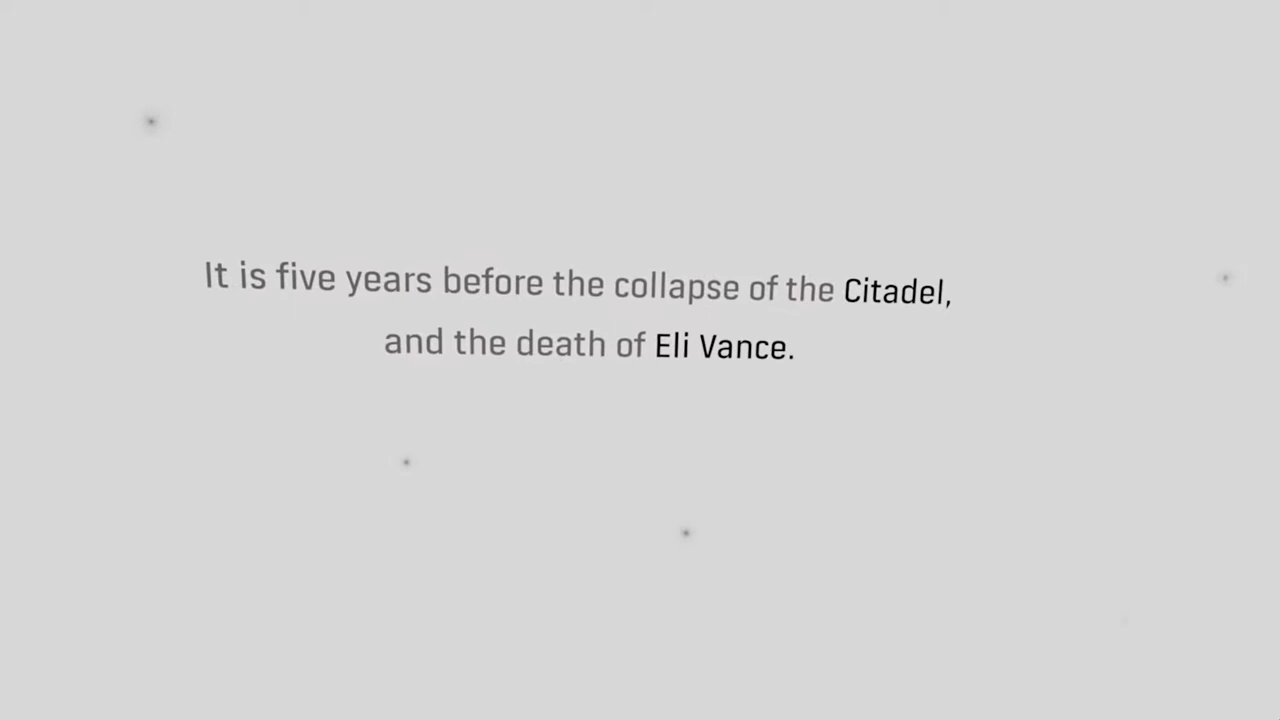 It is five years before the collapse of the Citadel,
and the death of Eli Vance.